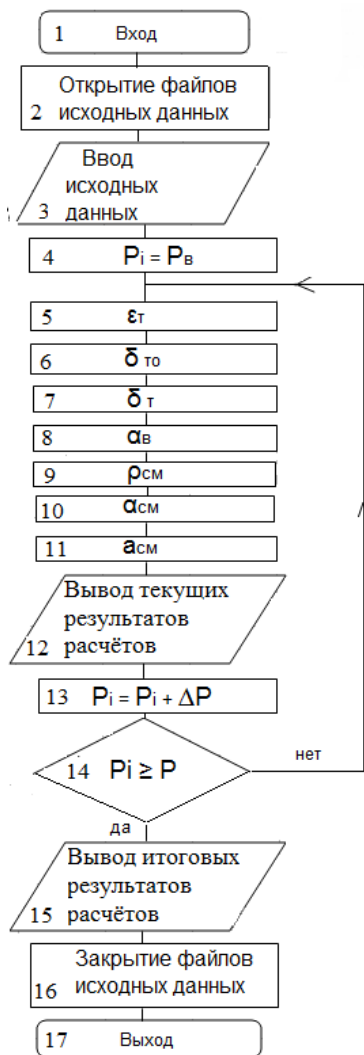 1 Вход
Открытие файлов
2 исходных данных
Ввод
исходных
3 данных
4 Pi = Pв
5 εт
6 δ то
7 δ т
8 αв
9 ρсм
10 αсм
11 aсм
Вывод текущих
результатов
12 расчётов
13 Pi = Pi + ΔP
14 Pi ≥ P
нет
да
Вывод итоговых
результатов
15 расчётов
Закрытие файлов
16 исходных данных
17 Выход